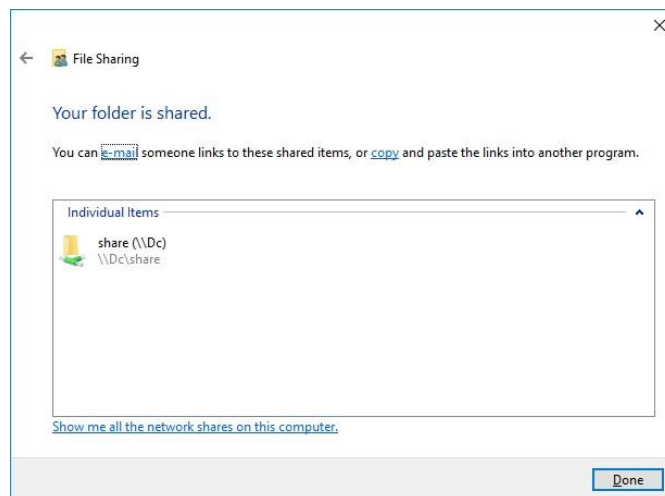 File Sharing
Your folder is shared.
You can e-mail someone links to these shared items, or copy and paste the links into another program.
Individual Items
share (\\Dc)
\\Dc\share
Show me all the network shares on this computer.
Done